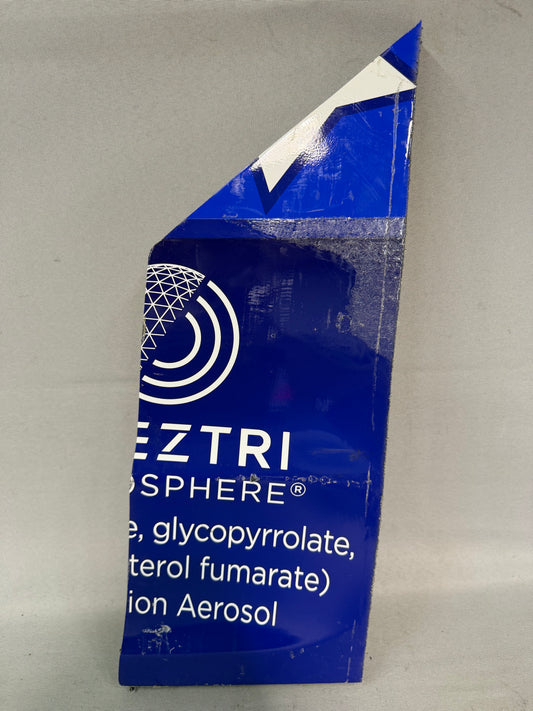 EZTRI
OSPHERE®
e, glycopyrrolate,
terol fumarate)
ion Aerosol